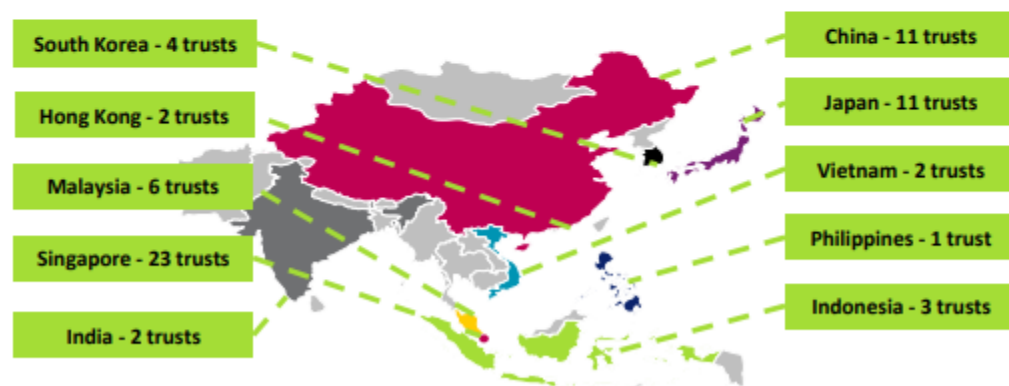 South Korea - 4 trusts
Hong Kong - 2 trusts
Malaysia - 6 trusts
Singapore - 23 trusts
India - 2 trusts
China - 11 trusts
Japan - 11 trusts
Vietnam - 2 trusts
Philippines - 1 trust
Indonesia - 3 trusts